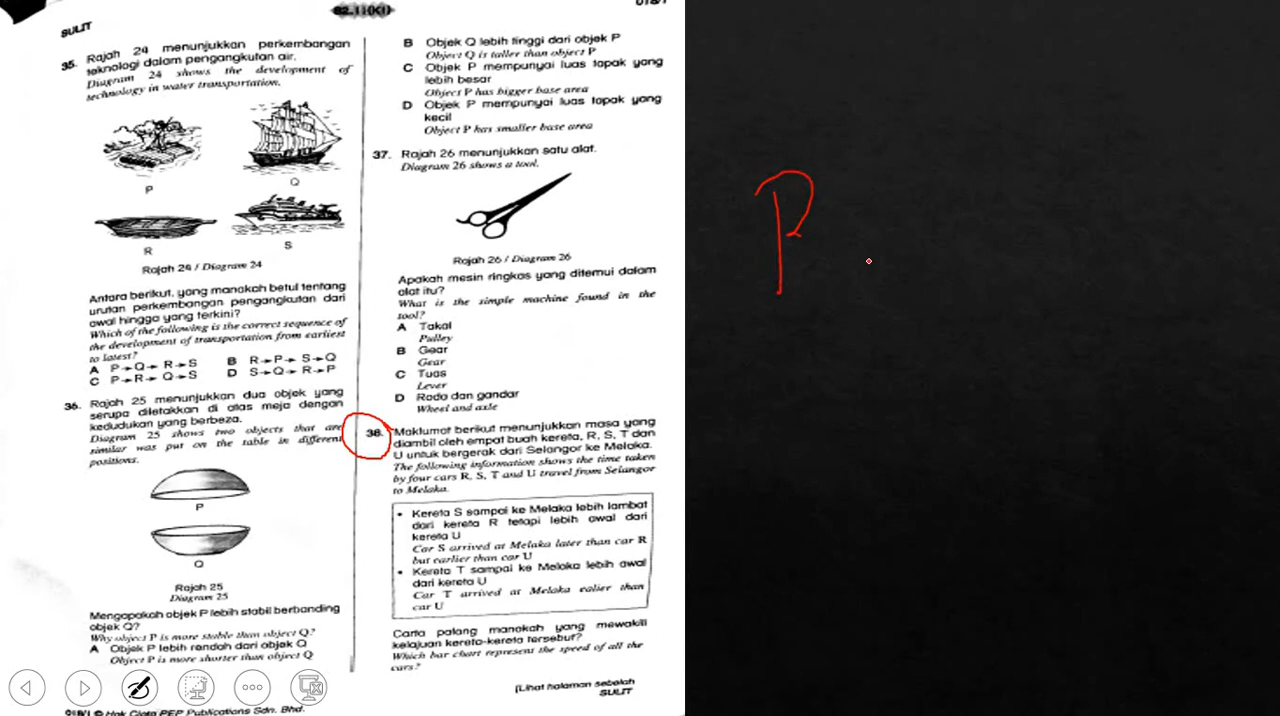 SULIT
B2.11(K1)
018/1
35. Rajah 24 menunjukkan perkembangan
teknologi dalam pengangkutan air.
Diagram 24 shows the development of
technology in water transportation.
P
Q
R
S
Rajah 24 / Diagram 24
Antara berikut, yang manakah betul tentang
urutan perkembangan pengangkutan dari
awal hingga yang terkini?
Which of the following is the correct sequence of
the development of transportation from earliest
to latest?
A P→Q→R→S B R→P→S→Q
C P→R→Q→S D S→Q→R→P
36. Rajah 25 menunjukkan dua objek yang
serupa diletakkan di atas meja dengan
kedudukan yang berbeza.
Diagram 25 shows two objects that are
similar was put on the table in different
positions.
P
Q
Rajah 25
Diagram 25
Mengapakah objek P lebih stabil berbanding
objek Q?
Why object P is more stable than object Q?
A Objek P lebih rendah dari objek Q
Object P is more shorter than object Q
B Objek Q lebih tinggi dari objek P
Object Q is taller than object P
C Objek P mempunyai luas tapak yang
lebih besar
Object P has bigger base area
D Objek P mempunyai luas tapak yang
kecil
Object P has smaller base area
37. Rajah 26 menunjukkan satu alat.
Diagram 26 shows a tool.
Rajah 26 / Diagram 26
Apakah mesin ringkas yang ditemui dalam
alat itu?
What is the simple machine found in the
tool?
A Takal
Pulley
B Gear
Gear
C Tuas
Lever
D Roda dan gandar
Wheel and axle
38. Maklumat berikut menunjukkan masa yang
diambil oleh empat buah kereta, R, S, T dan
U untuk bergerak dari Selangor ke Melaka.
The following information shows the time taken
by four cars R, S, T and U travel from Selangor
to Melaka.
• Kereta S sampai ke Melaka lebih lambat
dari kereta R tetapi lebih awal dari
kereta U
Car S arrived at Melaka later than car R
but earlier than car U
• Kereta T sampai ke Melaka lebih awal
dari kereta U
Car T arrived at Melaka ealier than
car U
Carta palang manakah yang mewakili
kelajuan kereta-kereta tersebut?
Which bar chart represent the speed of all the
cars?
[Lihat halaman sebelah
SULIT
018/1 © Hak Cipta PEP Publications Sdn. Bhd.
P